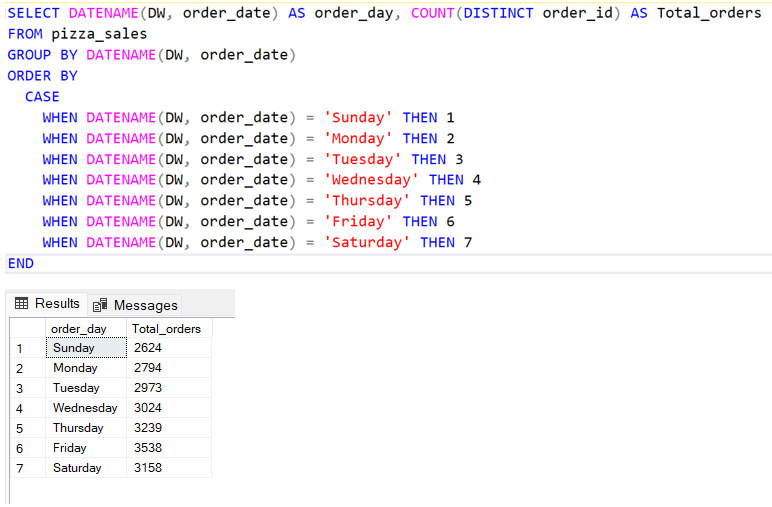 SELECT DATENAME(DW, order_date) AS order_day, COUNT(DISTINCT order_id) AS Total_orders
FROM pizza_sales
GROUP BY DATENAME(DW, order_date)
ORDER BY
CASE
WHEN DATENAME(DW, order_date) = 'Sunday' THEN 1
WHEN DATENAME(DW, order_date) = 'Monday' THEN 2
WHEN DATENAME(DW, order_date) = 'Tuesday' THEN 3
WHEN DATENAME(DW, order_date) = 'Wednesday' THEN 4
WHEN DATENAME(DW, order_date) = 'Thursday' THEN 5
WHEN DATENAME(DW, order_date) = 'Friday' THEN 6
WHEN DATENAME(DW, order_date) = 'Saturday' THEN 7
END
Results Messages
order_day Total_orders
1 Sunday 2624
2 Monday 2794
3 Tuesday 2973
4 Wednesday 3024
5 Thursday 3239
6 Friday 3538
7 Saturday 3158